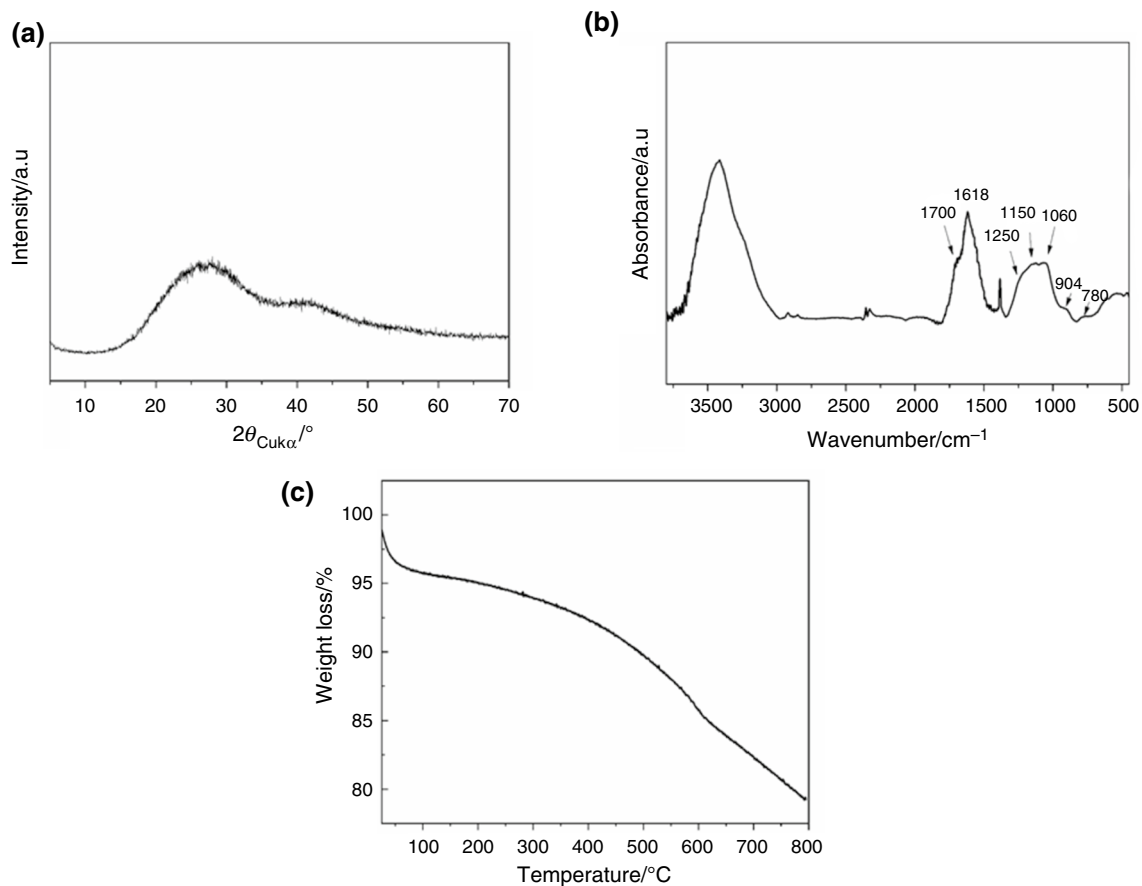 (a)
Intensity/a.u
10 20 30 40 50 60 70
2θCukα/°
(b)
Absorbance/a.u
1700
1618
1250
1150
1060
904
780
3500 3000 2500 2000 1500 1000 500
Wavenumber/cm–1
(c)
Weight loss/%
100
95
90
85
80
100 200 300 400 500 600 700 800
Temperature/°C